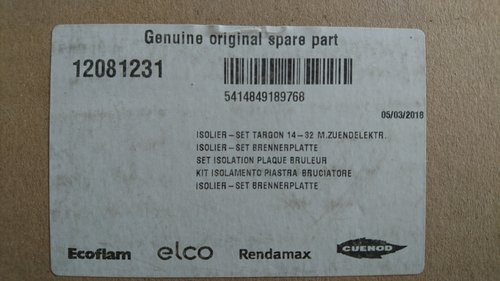 Genuine original spare part
12081231
5414849189768
05/03/2018
ISOLIER-SET TARGON 14-32 M.ZUENDELEKTR.
ISOLIER-SET BRENNERPLATTE
SET ISOLATION PLAQUE BRULEUR
KIT ISOLAMENTO PIASTRA BRUCIATORE
ISOLIER-SET BRENNERPLATTE
Ecoflam elco Rendamax CUENOD